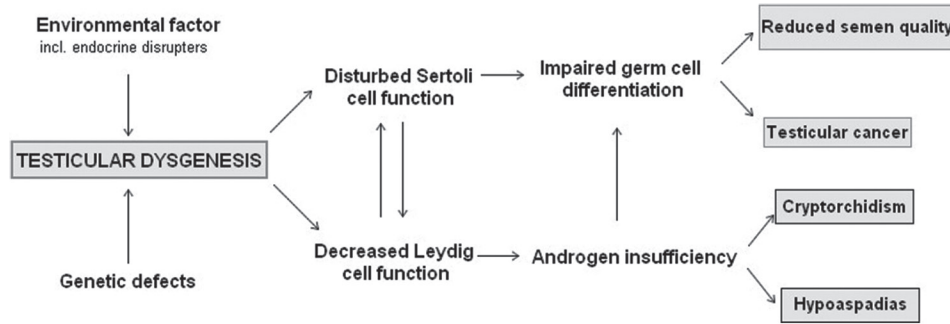 Environmental factor
incl. endocrine disrupters
TESTICULAR DYSGENESIS
Genetic defects
Disturbed Sertoli
cell function
Decreased Leydig
cell function
Impaired germ cell
differentiation
Androgen insufficiency
Reduced semen quality
Testicular cancer
Cryptorchidism
Hypoaspadias